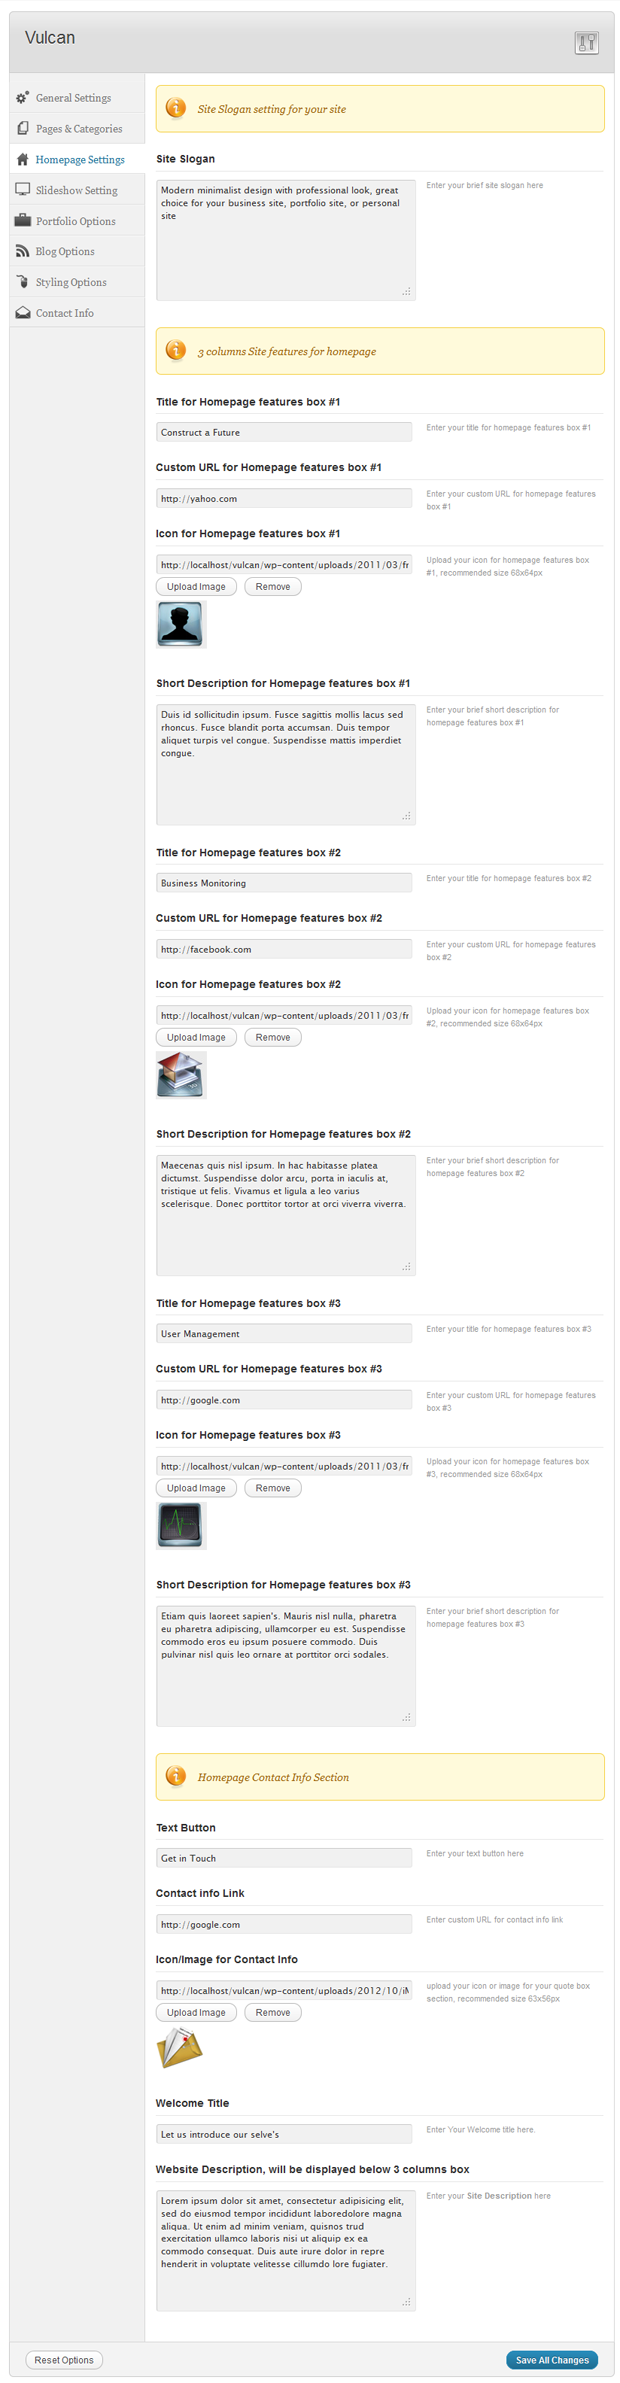 Vulcan
General Settings
Pages & Categories
Homepage Settings
Slideshow Setting
Portfolio Options
Blog Options
Styling Options
Contact Info
Site Slogan setting for your site
Site Slogan
Modern minimalist design with professional look, great
choice for your business site, portfolio site, or personal
site
Enter your brief site slogan here
3 columns Site features for homepage
Title for Homepage features box #1
Construct a Future
Enter your title for homepage features box #1
Custom URL for Homepage features box #1
http://yahoo.com
Enter your custom URL for homepage features
box #1
Icon for Homepage features box #1
http://localhost/vulcan/wp-content/uploads/2011/03/fr
Upload your icon for homepage features box
#1, recommended size 68x64px
Upload Image
Remove
Short Description for Homepage features box #1
Duis id sollicitudin ipsum. Fusce sagittis mollis lacus sed
rhoncus. Fusce blandit porta accumsan. Duis tempor
aliquet turpis vel congue. Suspendisse mattis imperdiet
congue.
Enter your brief short description for
homepage features box #1
Title for Homepage features box #2
Business Monitoring
Enter your title for homepage features box #2
Custom URL for Homepage features box #2
http://facebook.com
Enter your custom URL for homepage features
box #2
Icon for Homepage features box #2
http://localhost/vulcan/wp-content/uploads/2011/03/fr
Upload your icon for homepage features box
#2, recommended size 68x64px
Upload Image
Remove
Short Description for Homepage features box #2
Maecenas quis nisl ipsum. In hac habitasse platea
dictumst. Suspendisse dolor arcu, porta in iaculis at,
tristique ut felis. Vivamus et ligula a leo varius
scelerisque. Donec porttitor tortor at orci viverra viverra.
Enter your brief short description for
homepage features box #2
Title for Homepage features box #3
User Management
Enter your title for homepage features box #3
Custom URL for Homepage features box #3
http://google.com
Enter your custom URL for homepage features
box #3
Icon for Homepage features box #3
http://localhost/vulcan/wp-content/uploads/2011/03/fr
Upload your icon for homepage features box
#3, recommended size 68x64px
Upload Image
Remove
Short Description for Homepage features box #3
Etiam quis laoreet sapien's. Mauris nisl nulla, pharetra
eu pharetra adipiscing, ullamcorper eu est. Suspendisse
commodo eros eu ipsum posuere commodo. Duis
pulvinar nisl quis leo ornare at porttitor orci sodales.
Enter your brief short description for
homepage features box #3
Homepage Contact Info Section
Text Button
Get in Touch
Enter your text button here
Contact info Link
http://google.com
Enter custom URL for contact info link
Icon/Image for Contact Info
http://localhost/vulcan/wp-content/uploads/2012/10/iM
upload your icon or image for your quote box
section, recommended size 63x56px
Upload Image
Remove
Welcome Title
Let us introduce our selve's
Enter Your Welcome title here.
Website Description, will be displayed below 3 columns box
Lorem ipsum dolor sit amet, consectetur adipisicing elit,
sed do eiusmod tempor incididunt laboredolore magna
aliqua. Ut enim ad minim veniam, quisnos trud
exercitation ullamco laboris nisi ut aliquip ex ea
commodo consequat. Duis aute irure dolor in repre
henderit in voluptate velitesse cillumdo lore fugiater.
Enter your Site Description here
Reset Options
Save All Changes